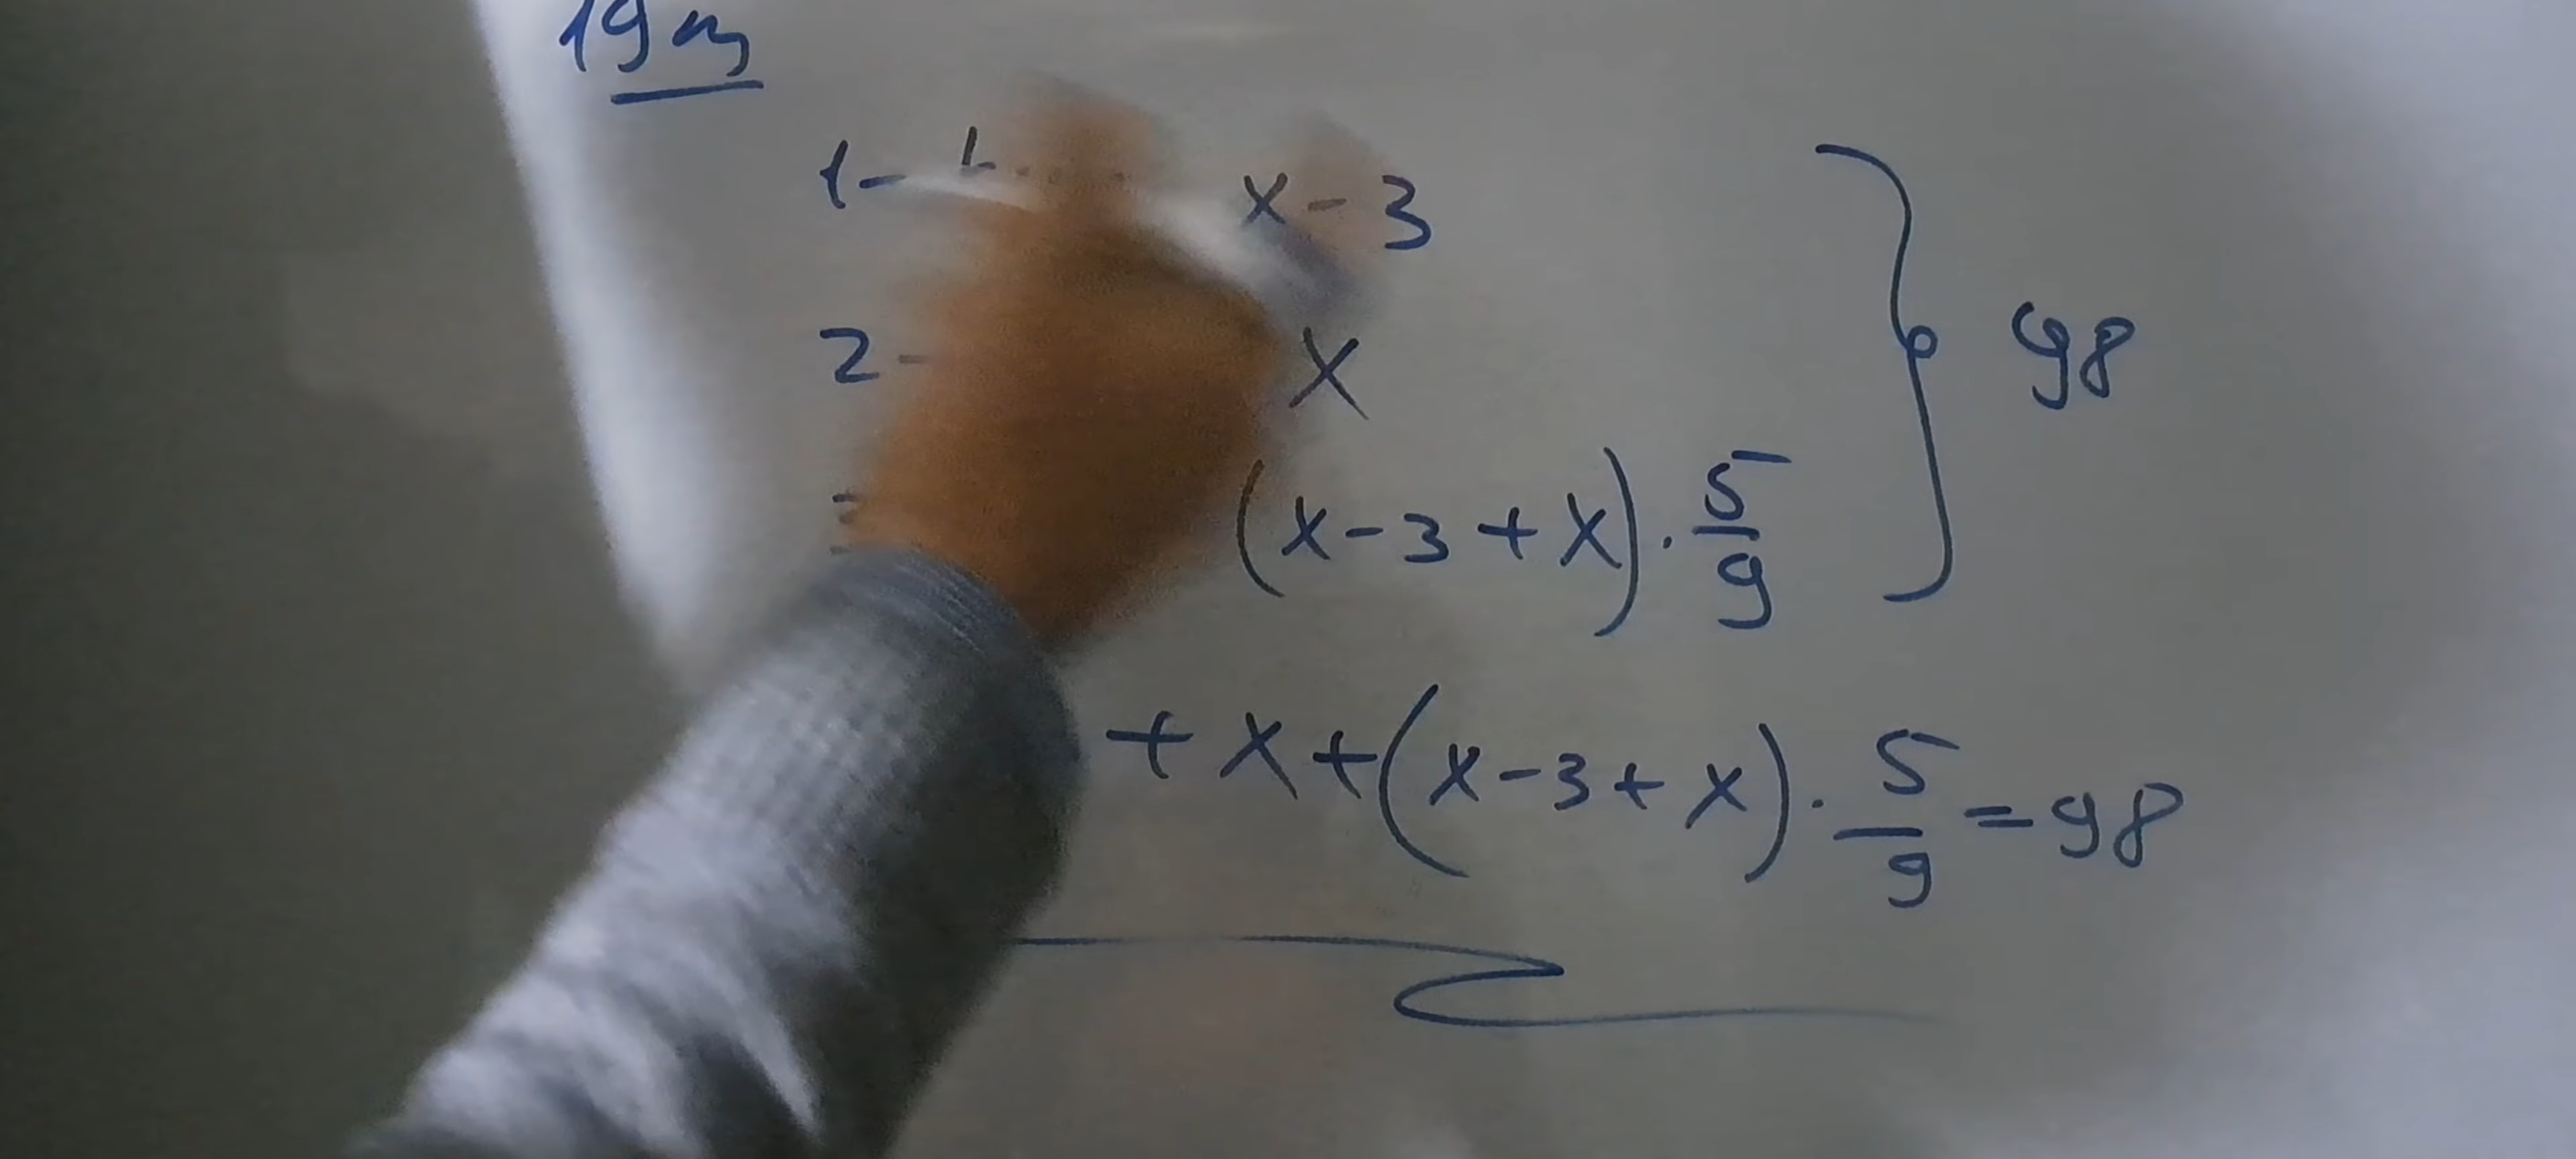 19
1 - x - 3
2 - x
(x - 3 + x) · 5/9
} 98
+ x + (x - 3 + x) · 5/9 = 98